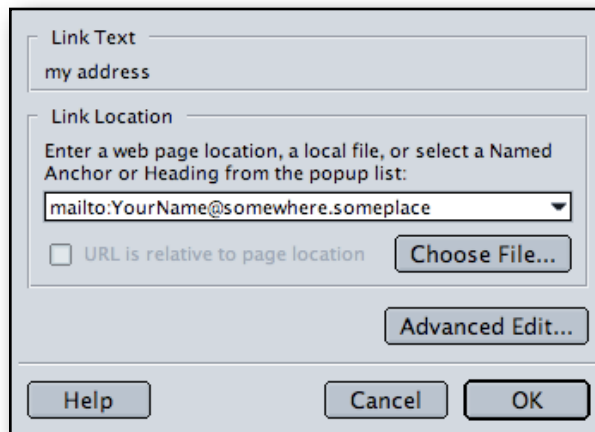 Link Text
my address
Link Location
Enter a web page location, a local file, or select a Named
Anchor or Heading from the popup list:
mailto:YourName@somewhere.someplace
URL is relative to page location
Choose File...
Advanced Edit...
Help
Cancel
OK